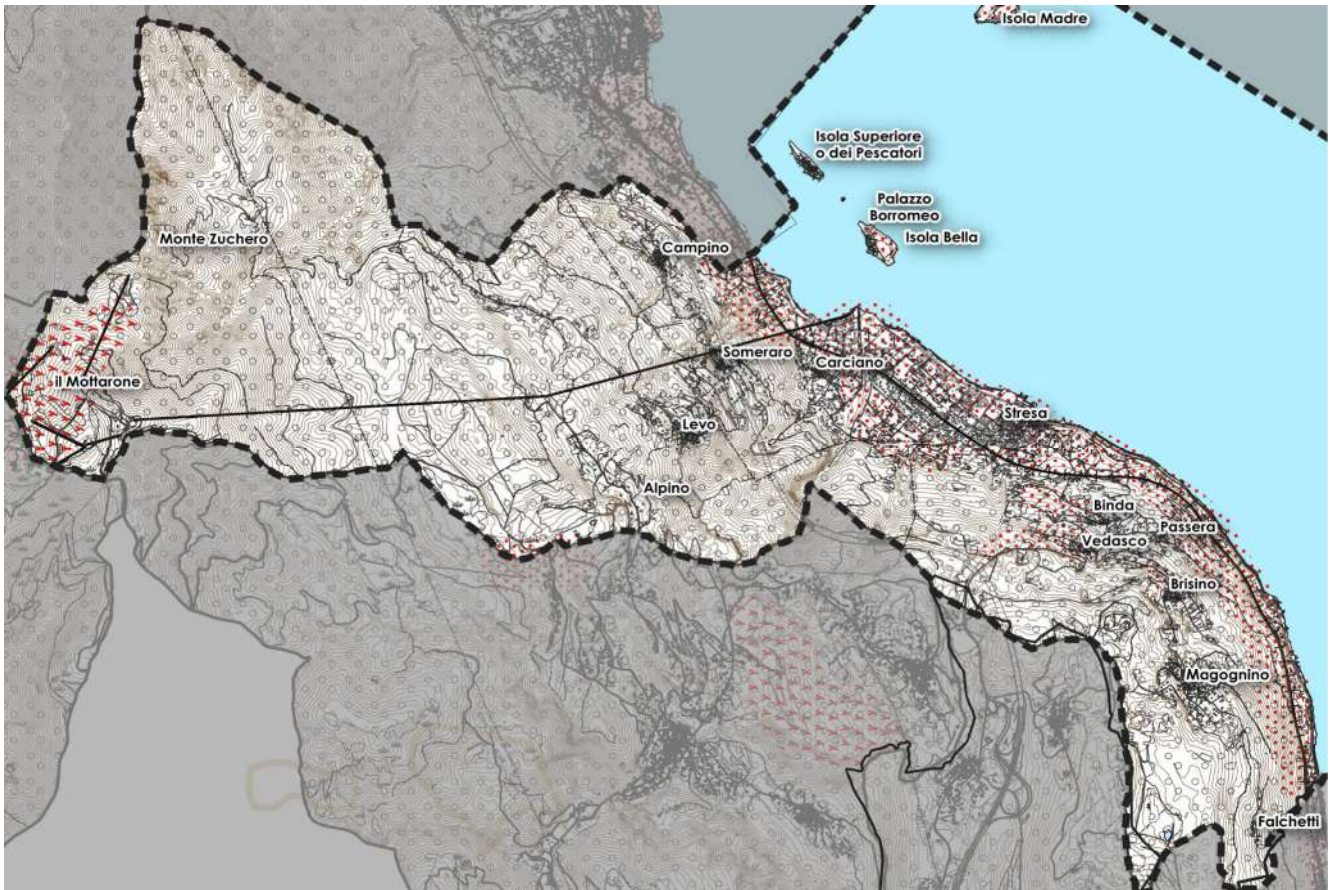 Isola Madre
Isola Superiore
o dei Pescatori
Palazzo
Borromeo
Isola Bella
Monte Zuchero
Campino
il Mottarone
Someraro
Carciano
Stresa
Levo
Alpino
Binda
Passera
Vedasco
Brisino
Magognino
Falchetti